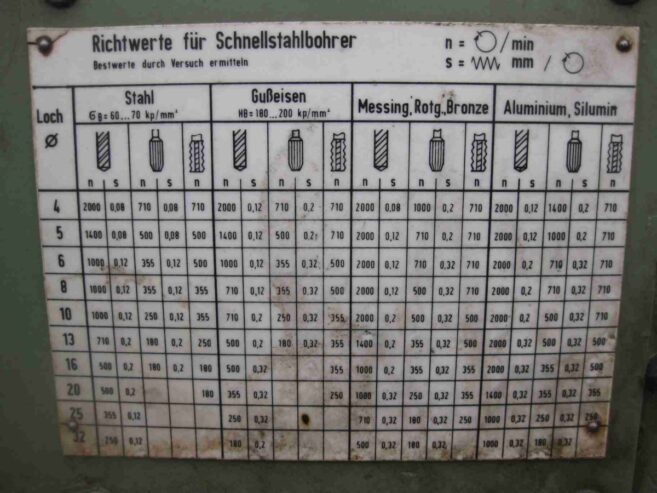 Richtwerte für Schnellstahlbohrer n = /min
Bestwerte durch Versuch ermitteln s = mm /
Loch Ø
Stahl
σB=60...70 kp/mm²
Gußeisen
HB=180...200 kp/mm²
Messing, Rotg., Bronze
Aluminium, Silumin
n s n s n n s n s n n s n s n n s n s n
4 2000 0,08 710 0,08 710 2000 0,12 710 0,2 710 2000 0,08 1000 0,2 710 2000 0,12 1400 0,2 710
5 1400 0,08 500 0,08 500 1400 0,12 500 0,2 710 2000 0,12 710 0,2 710 2000 0,12 1000 0,2 710
6 1000 0,12 355 0,12 500 1000 0,12 355 0,32 500 2000 0,12 710 0,32 710 2000 0,2 710 0,32 710
8 1000 0,12 355 0,12 355 710 0,12 355 0,32 500 2000 0,2 500 0,32 500 2000 0,2 710 0,32 710
10 1000 0,12 250 0,12 355 710 0,2 250 0,32 355 2000 0,2 500 0,32 500 2000 0,2 500 0,32 710
13 710 0,2 180 0,2 250 500 0,2 180 0,32 355 1400 0,2 355 0,32 500 2000 0,32 500 0,2 500
16 500 0,2 180 0,2 180 500 0,32 355 1000 0,2 355 0,32 355 2000 0,32 355 0,32 500
20 500 0,2 180 355 0,32 250 1000 0,32 250 0,32 355 1400 0,32 355 0,32 355
25 355 0,12 250 0,32 710 0,32 180 0,32 250 1000 0,32 250 0,32 250
32 250 0,12 180 0,2 500 0,32 180 0,32 1000 0,32 180 0,32